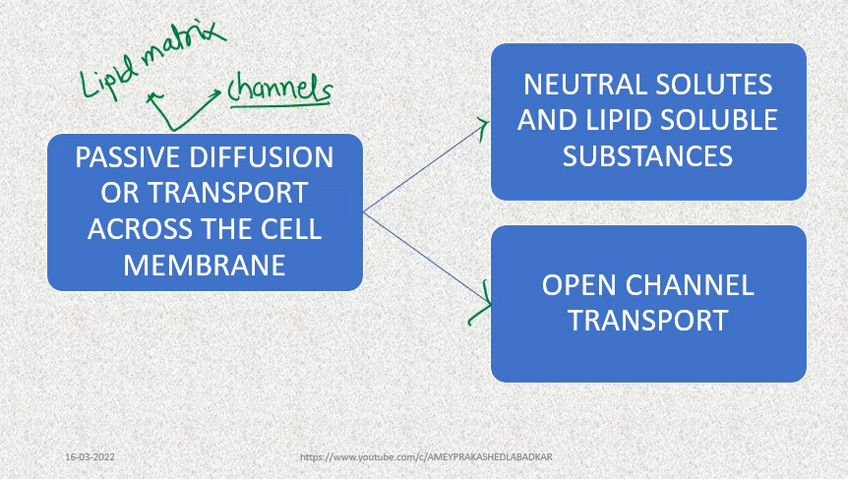 Lipid matrix
channels
PASSIVE DIFFUSION
OR TRANSPORT
ACROSS THE CELL
MEMBRANE
NEUTRAL SOLUTES
AND LIPID SOLUBLE
SUBSTANCES
OPEN CHANNEL
TRANSPORT
16-03-2022
https://www.youtube.com/c/AMEYPRAKASHEDLABADKAR